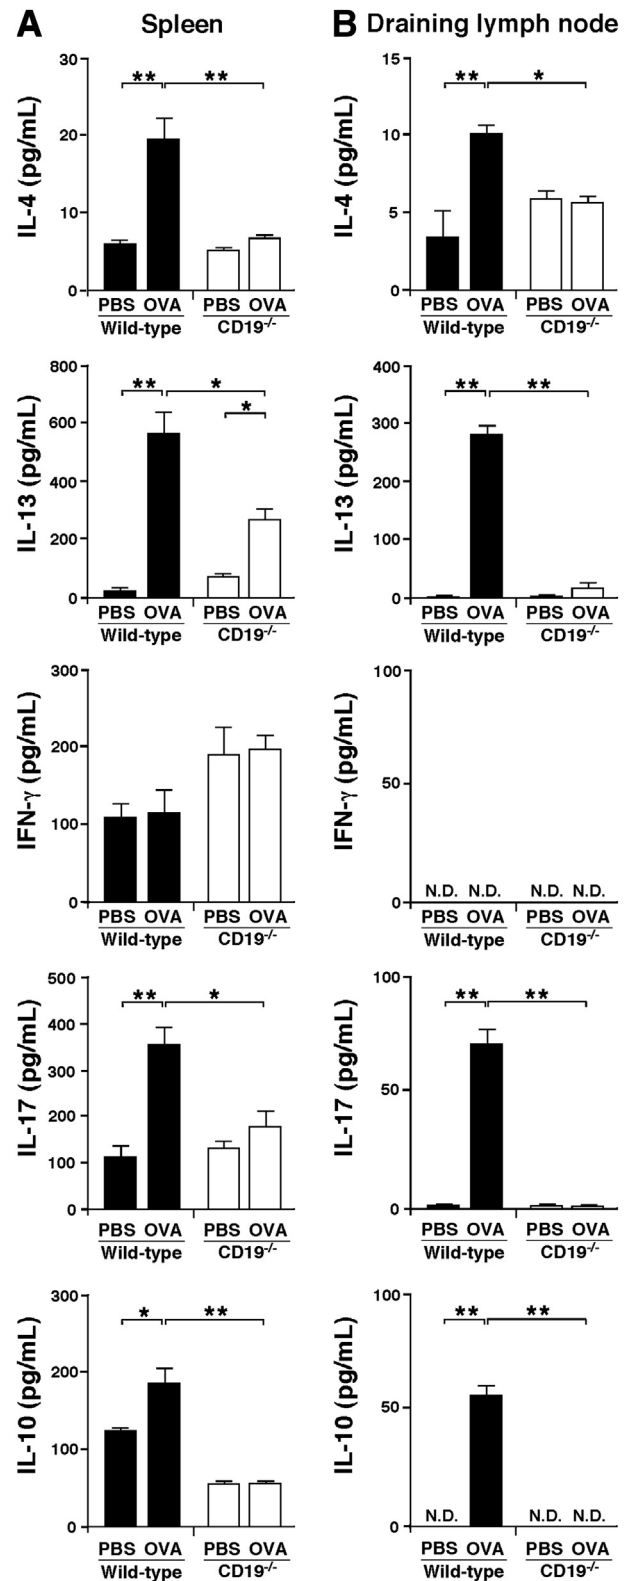 A Spleen B Draining lymph node
IL-4 (pg/mL)
30
20
10
0
** **
PBS OVA PBS OVA
Wild-type CD19-/-
IL-4 (pg/mL)
15
10
5
0
** *
PBS OVA PBS OVA
Wild-type CD19-/-
IL-13 (pg/mL)
800
600
400
200
0
** *
*
PBS OVA PBS OVA
Wild-type CD19-/-
IL-13 (pg/mL)
400
300
200
100
0
** **
PBS OVA PBS OVA
Wild-type CD19-/-
IFN-γ (pg/mL)
300
200
100
0
PBS OVA PBS OVA
Wild-type CD19-/-
IFN-γ (pg/mL)
100
50
0
N.D. N.D. N.D. N.D.
PBS OVA PBS OVA
Wild-type CD19-/-
IL-17 (pg/mL)
500
400
300
200
100
0
** *
PBS OVA PBS OVA
Wild-type CD19-/-
IL-17 (pg/mL)
100
50
0
** **
PBS OVA PBS OVA
Wild-type CD19-/-
IL-10 (pg/mL)
300
200
100
0
* **
PBS OVA PBS OVA
Wild-type CD19-/-
IL-10 (pg/mL)
100
50
0
** **
N.D. N.D. N.D.
PBS OVA PBS OVA
Wild-type CD19-/-